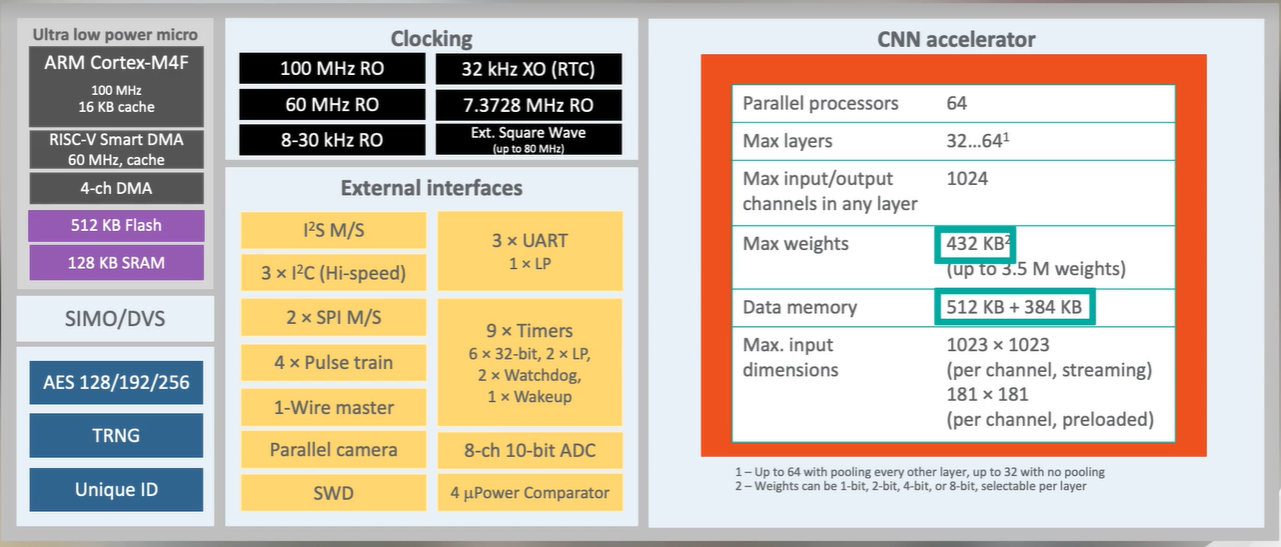 Ultra low power micro
ARM Cortex-M4F
100 MHz
16 KB cache
RISC-V Smart DMA
60 MHz, cache
4-ch DMA
512 KB Flash
128 KB SRAM
SIMO/DVS
AES 128/192/256
TRNG
Unique ID
Clocking
100 MHz RO
32 kHz XO (RTC)
60 MHz RO
7.3728 MHz RO
8-30 kHz RO
Ext. Square Wave
(up to 80 MHz)
External interfaces
I²S M/S
3 × I²C (Hi-speed)
2 × SPI M/S
4 × Pulse train
1-Wire master
Parallel camera
SWD
3 × UART
1 × LP
9 × Timers
6 × 32-bit, 2 × LP,
2 × Watchdog,
1 × Wakeup
8-ch 10-bit ADC
4 µPower Comparator
CNN accelerator
Parallel processors 64
Max layers 32…64¹
Max input/output 1024
channels in any layer
Max weights 432 KB²
(up to 3.5 M weights)
Data memory 512 KB + 384 KB
Max. input 1023 × 1023
dimensions (per channel, streaming)
181 × 181
(per channel, preloaded)
1 – Up to 64 with pooling every other layer, up to 32 with no pooling
2 – Weights can be 1-bit, 2-bit, 4-bit, or 8-bit, selectable per layer